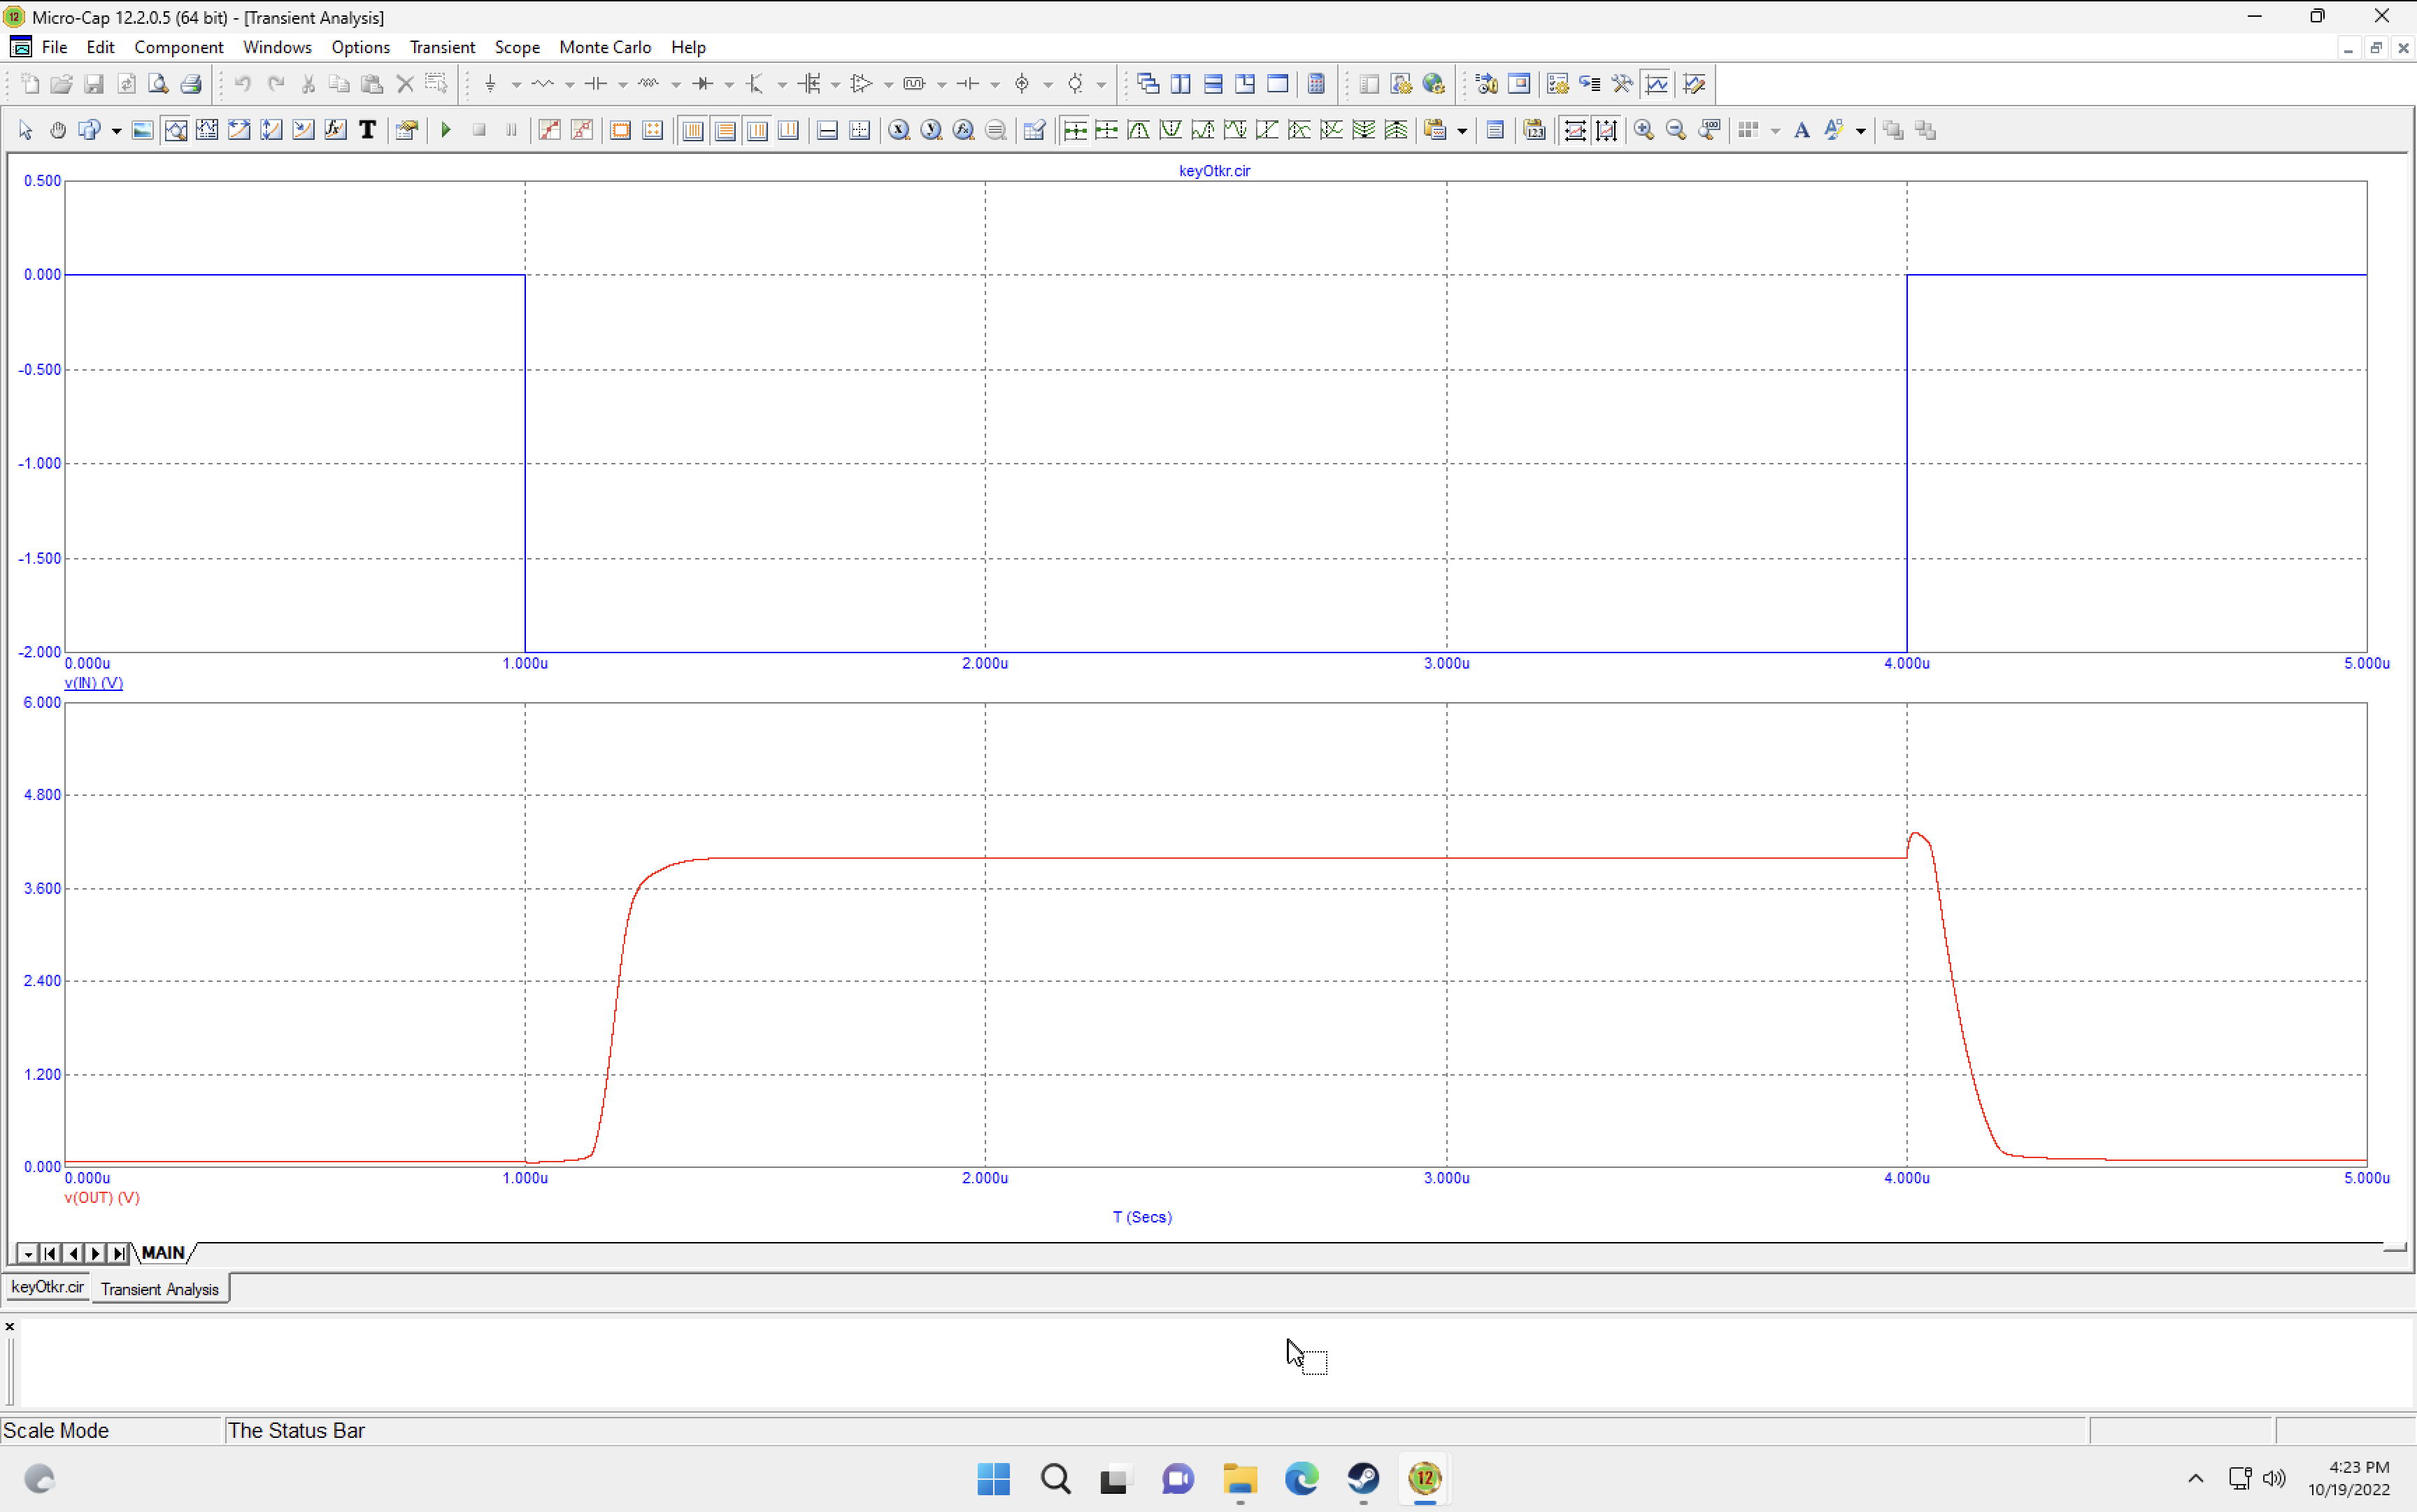 Micro-Cap 12.2.0.5 (64 bit) - [Transient Analysis]
File Edit Component Windows Options Transient Scope Monte Carlo Help
keyOtkr.cir
0.500
0.000
-0.500
-1.000
-1.500
-2.000
0.000u 1.000u 2.000u 3.000u 4.000u 5.000u
v(IN) (V)
6.000
4.800
3.600
2.400
1.200
0.000
0.000u 1.000u 2.000u 3.000u 4.000u 5.000u
v(OUT) (V)
T (Secs)
MAIN
keyOtkr.cir Transient Analysis
Scale Mode The Status Bar
12
4:23 PM
10/19/2022